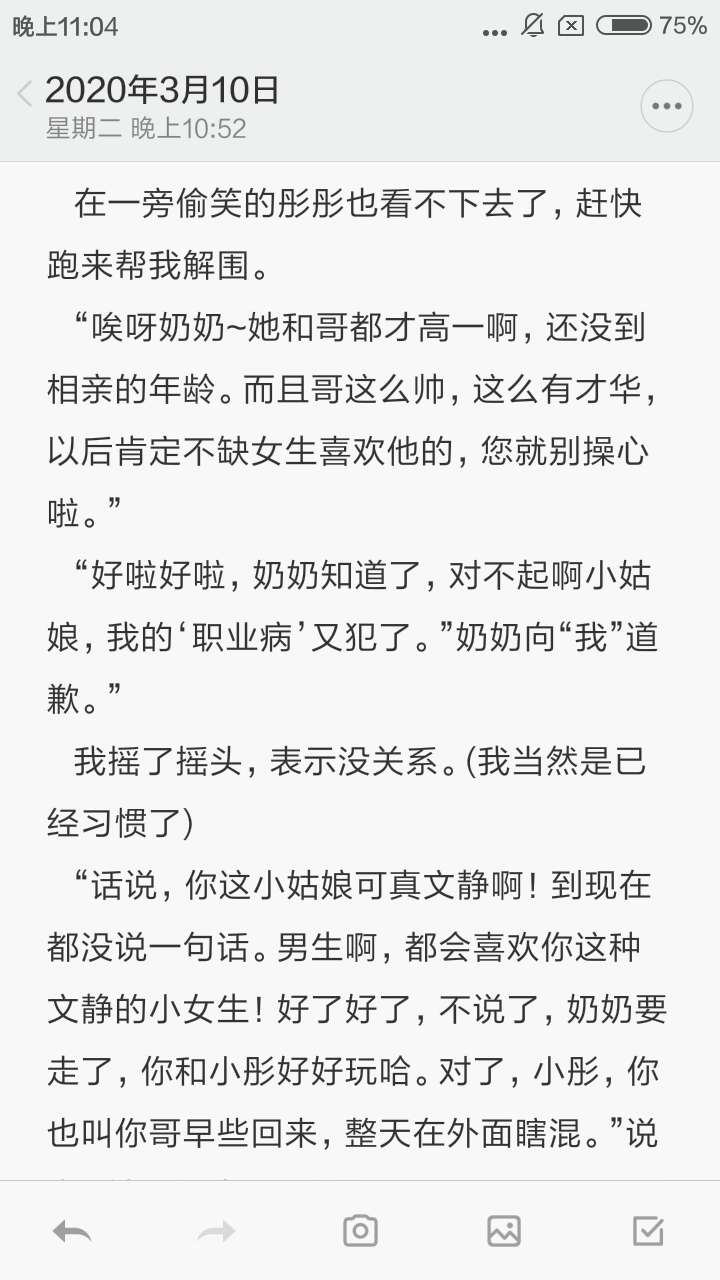 晚上11:04
75%
2020年3月10日
星期二 晚上10:52
在一旁偷笑的彤彤也看不下去了，赶快
跑来帮我解围。
“唉呀奶奶~她和哥都才高一啊，还没到
相亲的年龄。而且哥这么帅，这么有才华，
以后肯定不缺女生喜欢他的，您就别操心
啦。”
“好啦好啦，奶奶知道了，对不起啊小姑
娘，我的‘职业病’又犯了。”奶奶向“我”道
歉。”
我摇了摇头，表示没关系。(我当然是已
经习惯了)
“话说，你这小姑娘可真文静啊！到现在
都没说一句话。男生啊，都会喜欢你这种
文静的小女生！好了好了，不说了，奶奶要
走了，你和小彤好好玩哈。对了，小彤，你
也叫你哥早些回来，整天在外面瞎混。”说